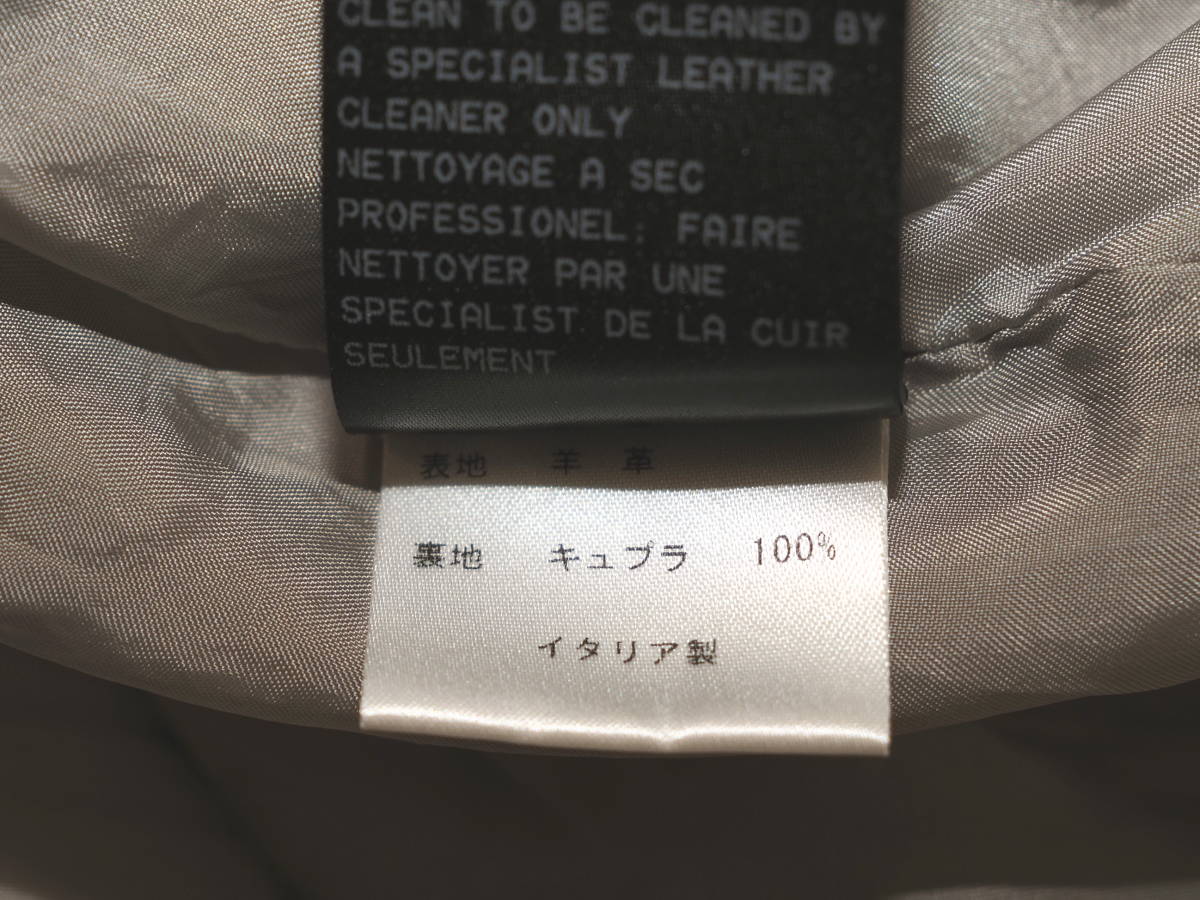 CLEAN TO BE CLEANED BY
A SPECIALIST LEATHER
CLEANER ONLY
NETTOYAGE A SEC
PROFESSIONEL: FAIRE
NETTOYER PAR UNE
SPECIALIST DE LA CUIR
SEULEMENT
表地 羊 革
裏地 キュプラ 100%
イタリア製